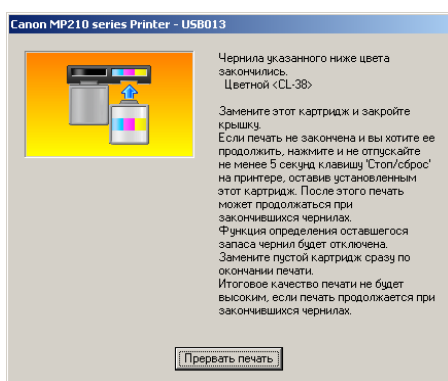 Canon MP210 series Printer - USB013
Чернила указанного ниже цвета
закончились.
Цветной <CL-38>
Замените этот картридж и закройте
крышку.
Если печать не закончена и вы хотите ее
продолжить, нажмите и не отпускайте
не менее 5 секунд клавишу 'Стоп/сброс'
на принтере, оставив установленным
этот картридж. После этого печать
может продолжаться при
закончившихся чернилах.
Функция определения оставшегося
запаса чернил будет отключена.
Замените пустой картридж сразу по
окончании печати.
Итоговое качество печати не будет
высоким, если печать продолжается при
закончившихся чернилах.
Прервать печать